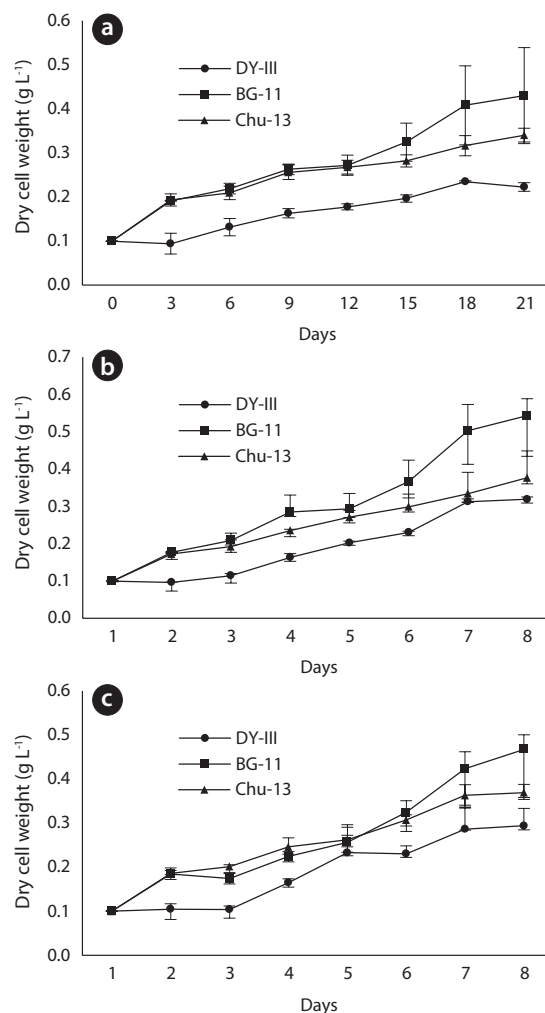 a
Dry cell weight (g L⁻¹)
0.6
0.5
0.4
0.3
0.2
0.1
0.0
DY-III
BG-11
Chu-13
0 3 6 9 12 15 18 21
Days
b
Dry cell weight (g L⁻¹)
0.7
0.6
0.5
0.4
0.3
0.2
0.1
0.0
DY-III
BG-11
Chu-13
1 2 3 4 5 6 7 8
Days
c
Dry cell weight (g L⁻¹)
0.6
0.5
0.4
0.3
0.2
0.1
0.0
DY-III
BG-11
Chu-13
1 2 3 4 5 6 7 8
Days